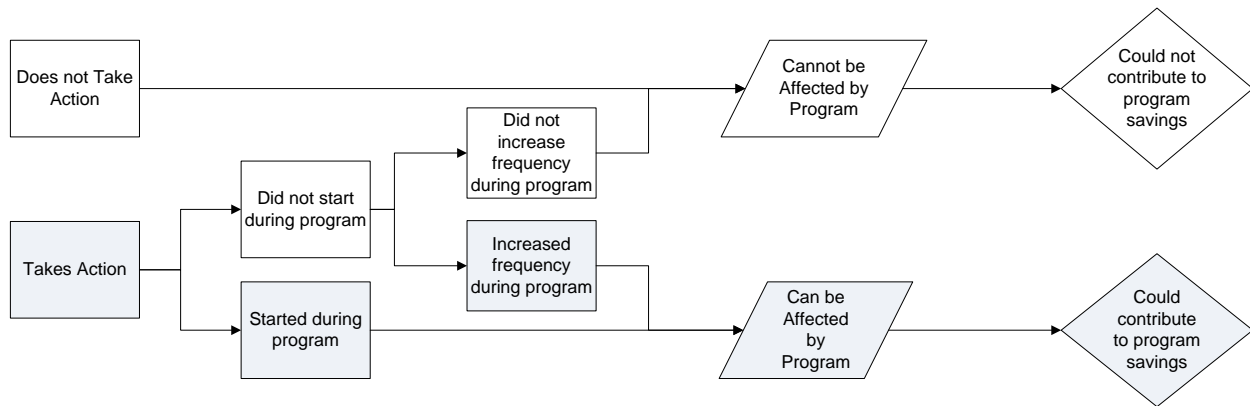 Does not Take
Action
Cannot be
Affected by
Program
Could not
contribute to
program
savings
Did not
increase
frequency
during program
Did not start
during program
Takes Action
Increased
frequency
during program
Started during
program
Can be
Affected
by
Program
Could
contribute
to program
savings